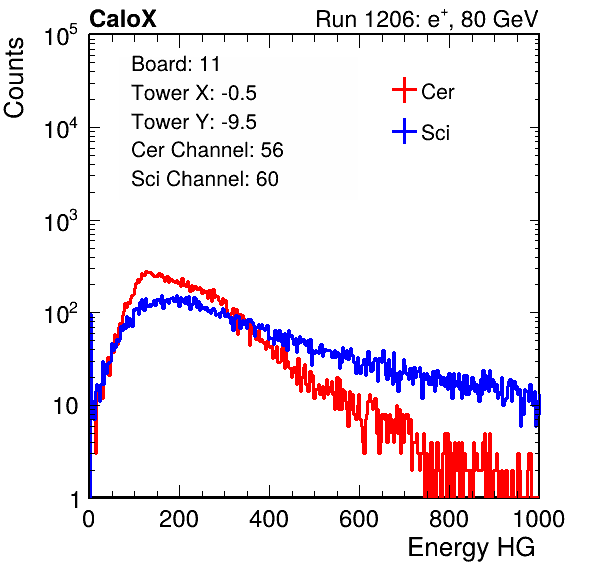 CaloX Run 1206: e⁺, 80 GeV
Counts
Board: 11
Tower X: -0.5
Tower Y: -9.5
Cer Channel: 56
Sci Channel: 60
Cer
Sci
10⁵
10⁴
10³
10²
10
1
0 200 400 600 800 1000
Energy HG